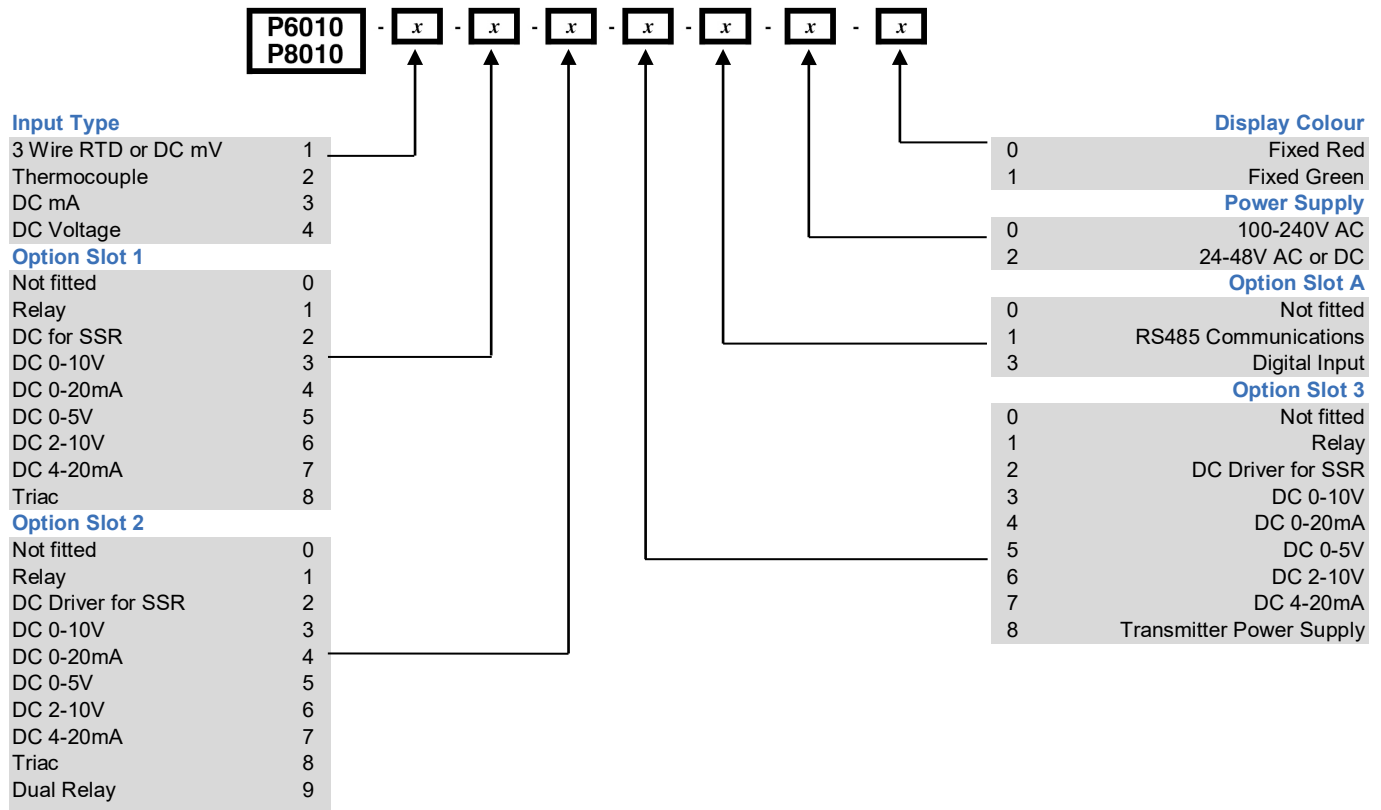 P6010
P8010
- x - x - x - x - x - x - x
Input Type
3 Wire RTD or DC mV 1
Thermocouple 2
DC mA 3
DC Voltage 4
Option Slot 1
Not fitted 0
Relay 1
DC for SSR 2
DC 0-10V 3
DC 0-20mA 4
DC 0-5V 5
DC 2-10V 6
DC 4-20mA 7
Triac 8
Option Slot 2
Not fitted 0
Relay 1
DC Driver for SSR 2
DC 0-10V 3
DC 0-20mA 4
DC 0-5V 5
DC 2-10V 6
DC 4-20mA 7
Triac 8
Dual Relay 9
Display Colour
0 Fixed Red
1 Fixed Green
Power Supply
0 100-240V AC
2 24-48V AC or DC
Option Slot A
0 Not fitted
1 RS485 Communications
3 Digital Input
Option Slot 3
0 Not fitted
1 Relay
2 DC Driver for SSR
3 DC 0-10V
4 DC 0-20mA
5 DC 0-5V
6 DC 2-10V
7 DC 4-20mA
8 Transmitter Power Supply